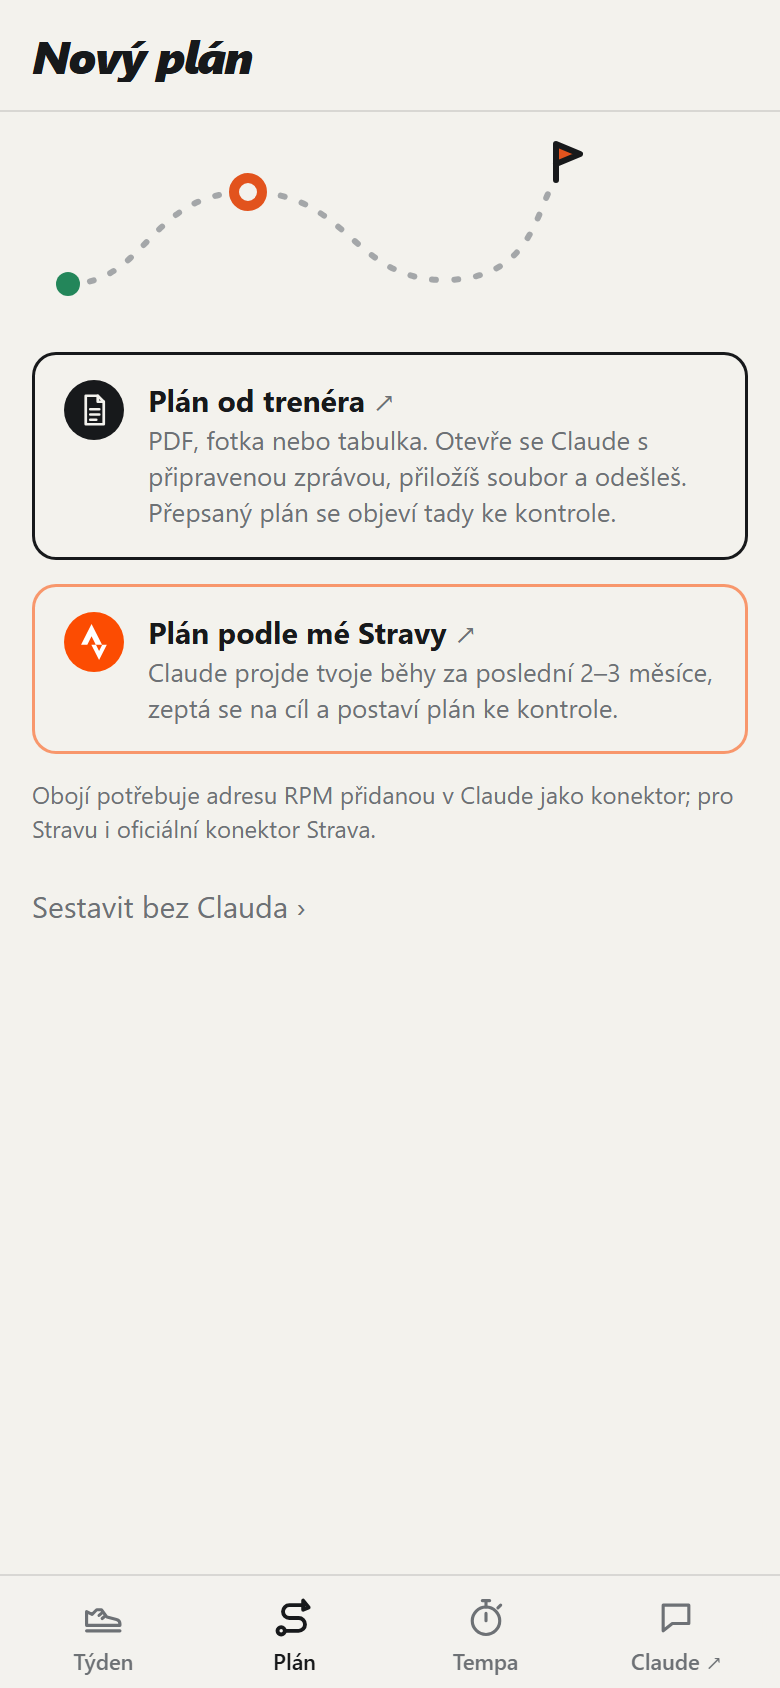 Nový plán
Plán od trenéra ↗
PDF, fotka nebo tabulka. Otevře se Claude s
připravenou zprávou, přiložíš soubor a odešleš.
Přepsaný plán se objeví tady ke kontrole.
Plán podle mé Stravy ↗
Claude projde tvoje běhy za poslední 2–3 měsíce,
zeptá se na cíl a postaví plán ke kontrole.
Obojí potřebuje adresu RPM přidanou v Claude jako konektor; pro
Stravu i oficiální konektor Strava.
Sestavit bez Clauda ›
Týden
Plán
Tempa
Claude ↗